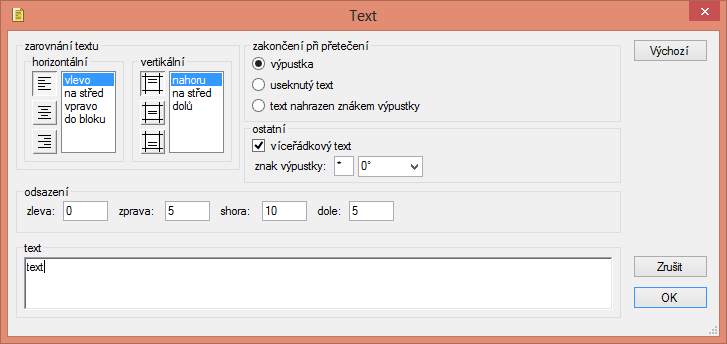 Text
zarovnání textu
horizontální
vlevo
na střed
vpravo
do bloku
vertikální
nahoru
na střed
dolů
zakončení při přetečení
výpustka
useknutý text
text nahrazen znákem výpustky
ostatní
víceřádkový text
znak výpustky: * 0°
odsazení
zleva: 0 zprava: 5 shora: 10 dole: 5
text
text
Výchozí
Zrušit
OK